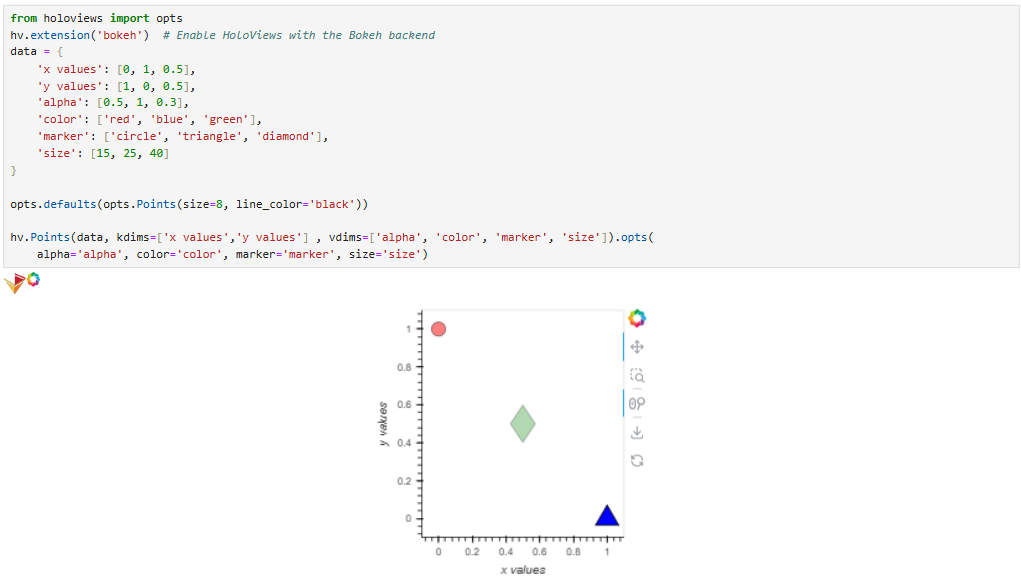 from holoviews import opts
hv.extension('bokeh')  # Enable HoloViews with the Bokeh backend
data = {
    'x values': [0, 1, 0.5],
    'y values': [1, 0, 0.5],
    'alpha': [0.5, 1, 0.3],
    'color': ['red', 'blue', 'green'],
    'marker': ['circle', 'triangle', 'diamond'],
    'size': [15, 25, 40]
}
opts.defaults(opts.Points(size=8, line_color='black'))
hv.Points(data, kdims=['x values','y values'] , vdims=['alpha', 'color', 'marker', 'size']).opts(
    alpha='alpha', color='color', marker='marker', size='size')
1
0.8
0.6
y values
0.4
0.2
0
0 0.2 0.4 0.6 0.8 1
x values